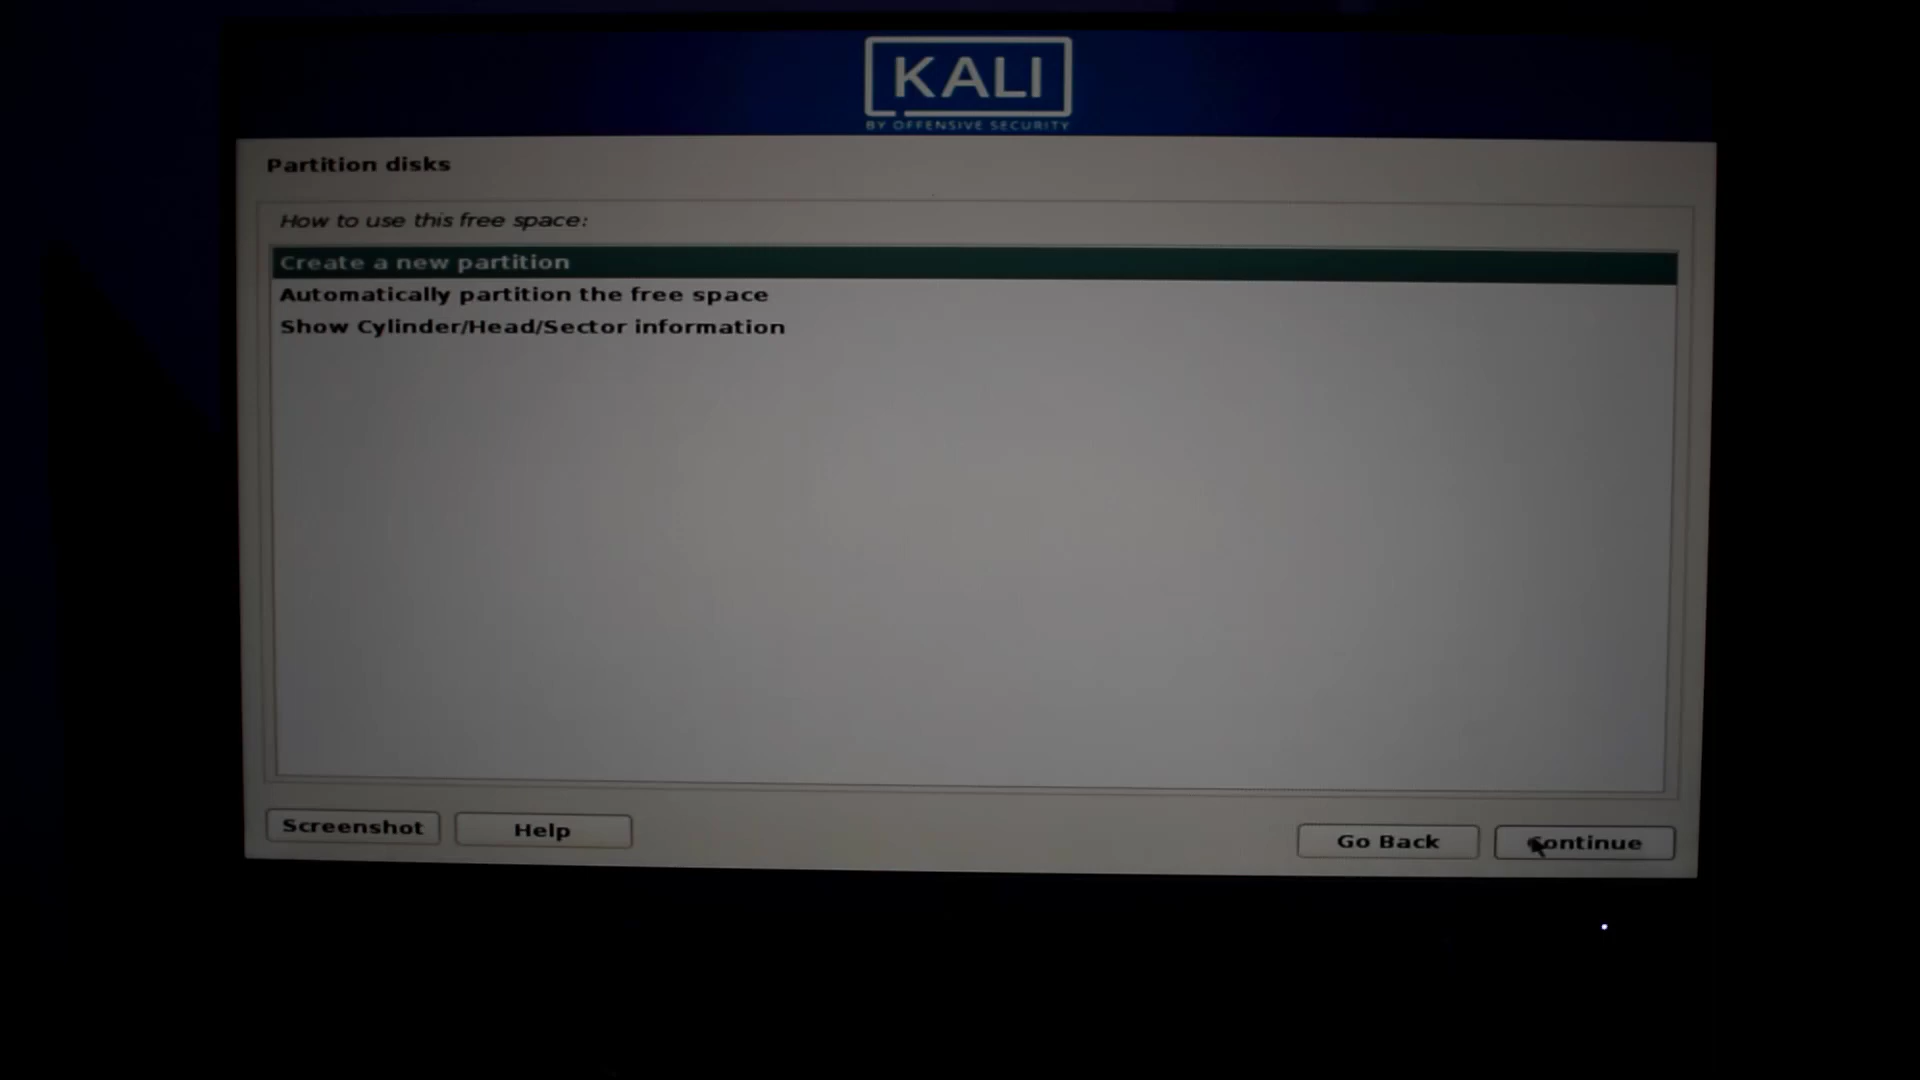 KALI
BY OFFENSIVE SECURITY
Partition disks
How to use this free space:
Create a new partition
Automatically partition the free space
Show Cylinder/Head/Sector information
Screenshot
Help
Go Back
Continue